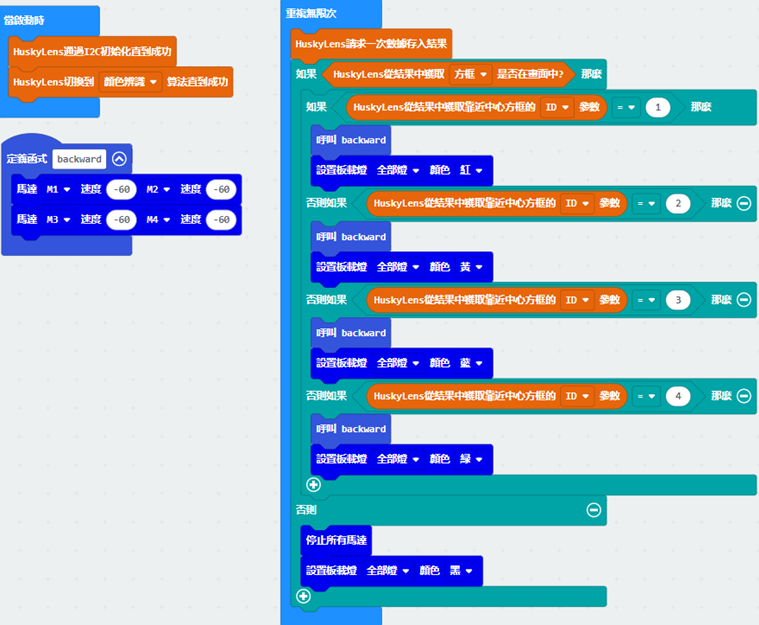 當啟動時
HuskyLens通過I2C初始化直到成功
HuskyLens切換到 顏色辨識 算法直到成功
定義函式 backward
馬達 M1 速度 -60 M2 速度 -60
馬達 M3 速度 -60 M4 速度 -60
重複無限次
HuskyLens請求一次數據存入結果
如果 HuskyLens從結果中獲取 方框 是否在畫面中? 那麼
如果 HuskyLens從結果中獲取靠近中心方框的 ID 參數 = 1 那麼
呼叫 backward
設置板載燈 全部燈 顏色 紅
否則如果 HuskyLens從結果中獲取靠近中心方框的 ID 參數 = 2 那麼
呼叫 backward
設置板載燈 全部燈 顏色 黃
否則如果 HuskyLens從結果中獲取靠近中心方框的 ID 參數 = 3 那麼
呼叫 backward
設置板載燈 全部燈 顏色 藍
否則如果 HuskyLens從結果中獲取靠近中心方框的 ID 參數 = 4 那麼
呼叫 backward
設置板載燈 全部燈 顏色 綠
否則
停止所有馬達
設置板載燈 全部燈 顏色 黑